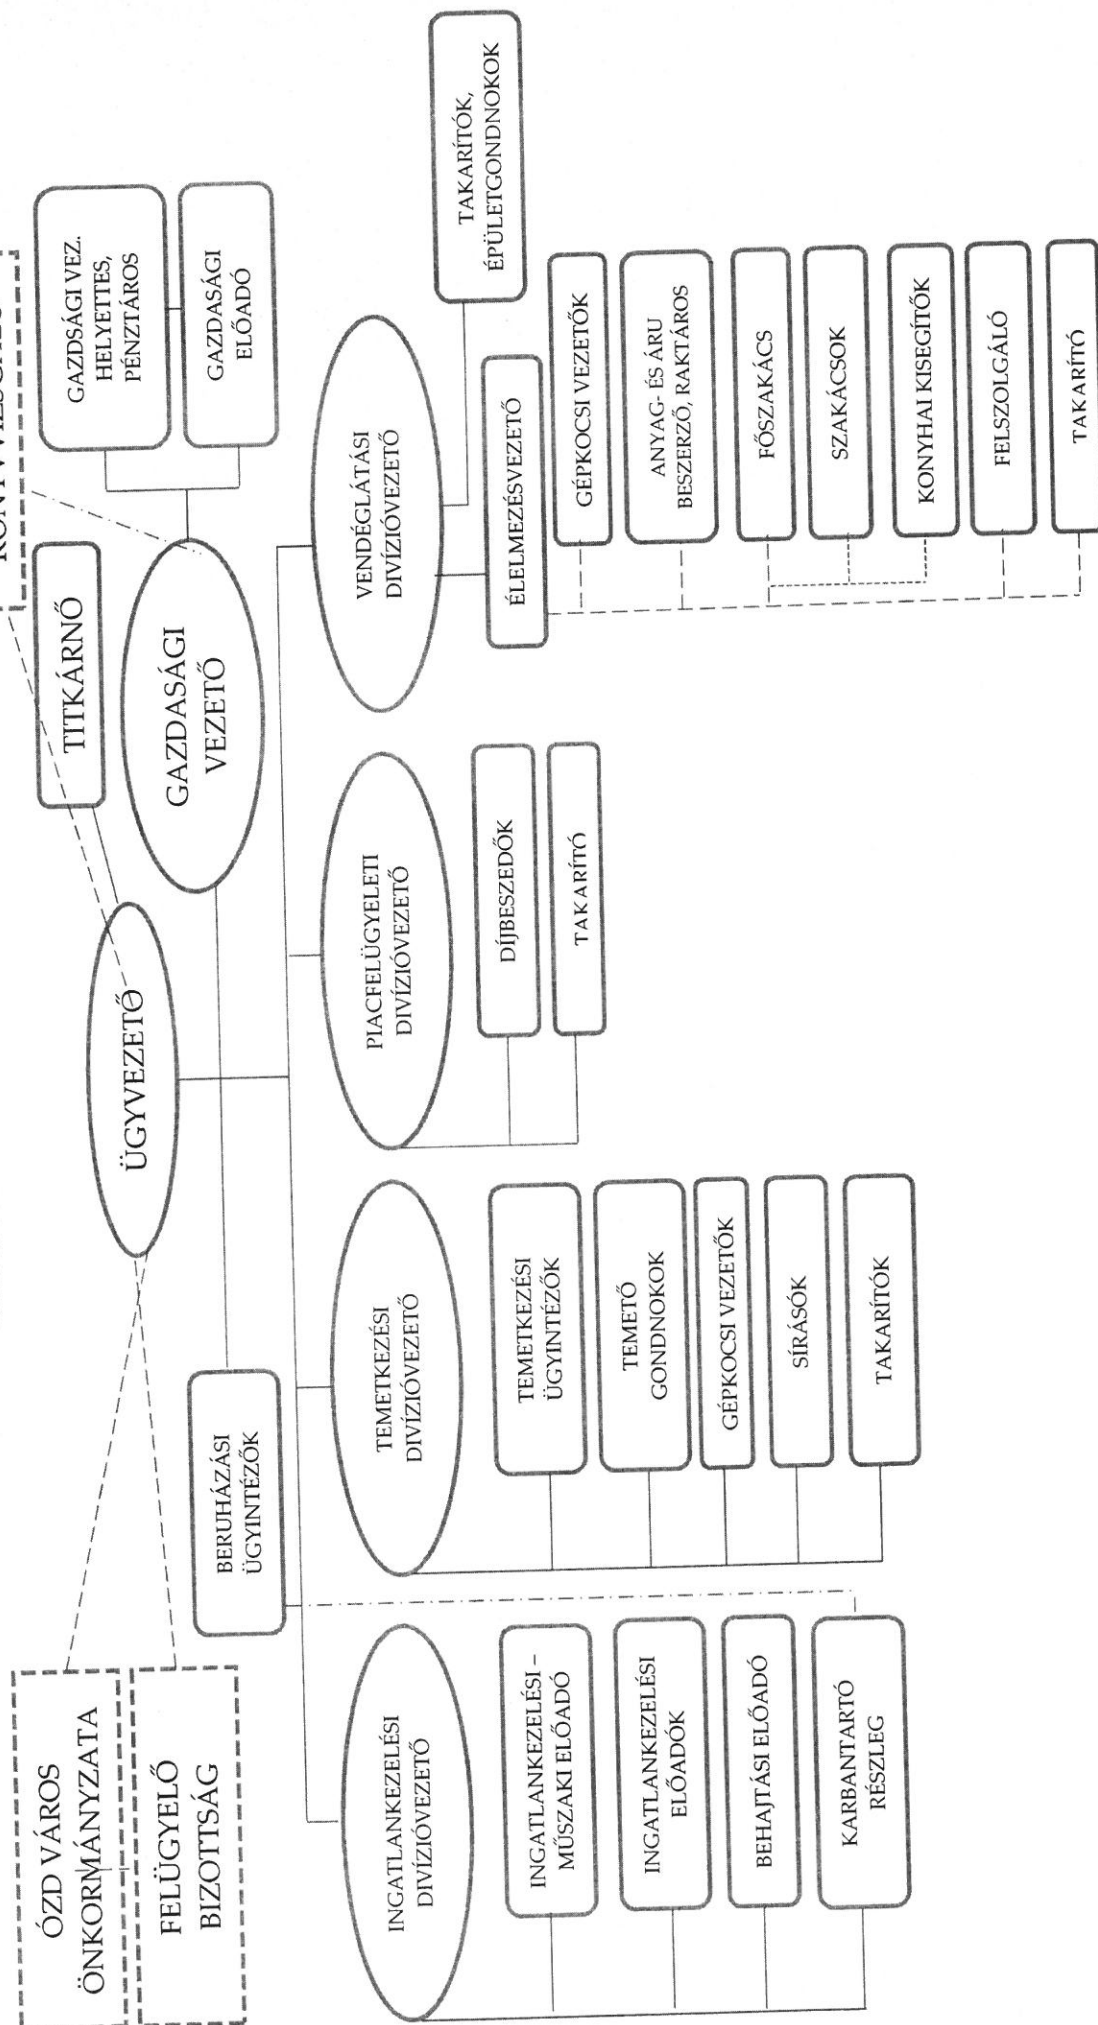 ÓZD VÁROS
ÖNKORMÁNYZATA
FELÜGYELŐ
BIZOTTSÁG
ÜGYVEZETŐ
TITKÁRNŐ
GAZDASÁGI
VEZETŐ
GAZDSÁGI VEZ.
HELYETTES,
PÉNZTÁROS
GAZDASÁGI
ELŐADÓ
BERUHÁZÁSI
ÜGYINTÉZŐK
INGATLANKEZELÉSI
DIVÍZIÓVEZETŐ
INGATLANKEZELÉSI –
MŰSZAKI ELŐADÓ
INGATLANKEZELÉSI
ELŐADÓK
BEHAJTÁSI ELŐADÓ
KARBANTARTÓ
RÉSZLEG
TEMETKEZÉSI
DIVÍZIÓVEZETŐ
TEMETKEZÉSI
ÜGYINTÉZŐK
TEMETŐ
GONDNOKOK
GÉPKOCSI VEZETŐK
SÍRÁSÓK
TAKARÍTÓK
PIACFELÜGYELETI
DIVÍZIÓVEZETŐ
DÍJBESZEDŐK
TAKARÍTÓ
VENDÉGLÁTÁSI
DIVÍZIÓVEZETŐ
TAKARÍTÓK,
ÉPÜLETGONDNOKOK
ÉLELMEZÉSVEZETŐ
GÉPKOCSI VEZETŐK
ANYAG- ÉS ÁRU
BESZERZŐ, RAKTÁROS
FŐSZAKÁCS
SZAKÁCSOK
KONYHAI KISEGÍTŐK
FELSZOLGÁLÓ
TAKARÍTÓ